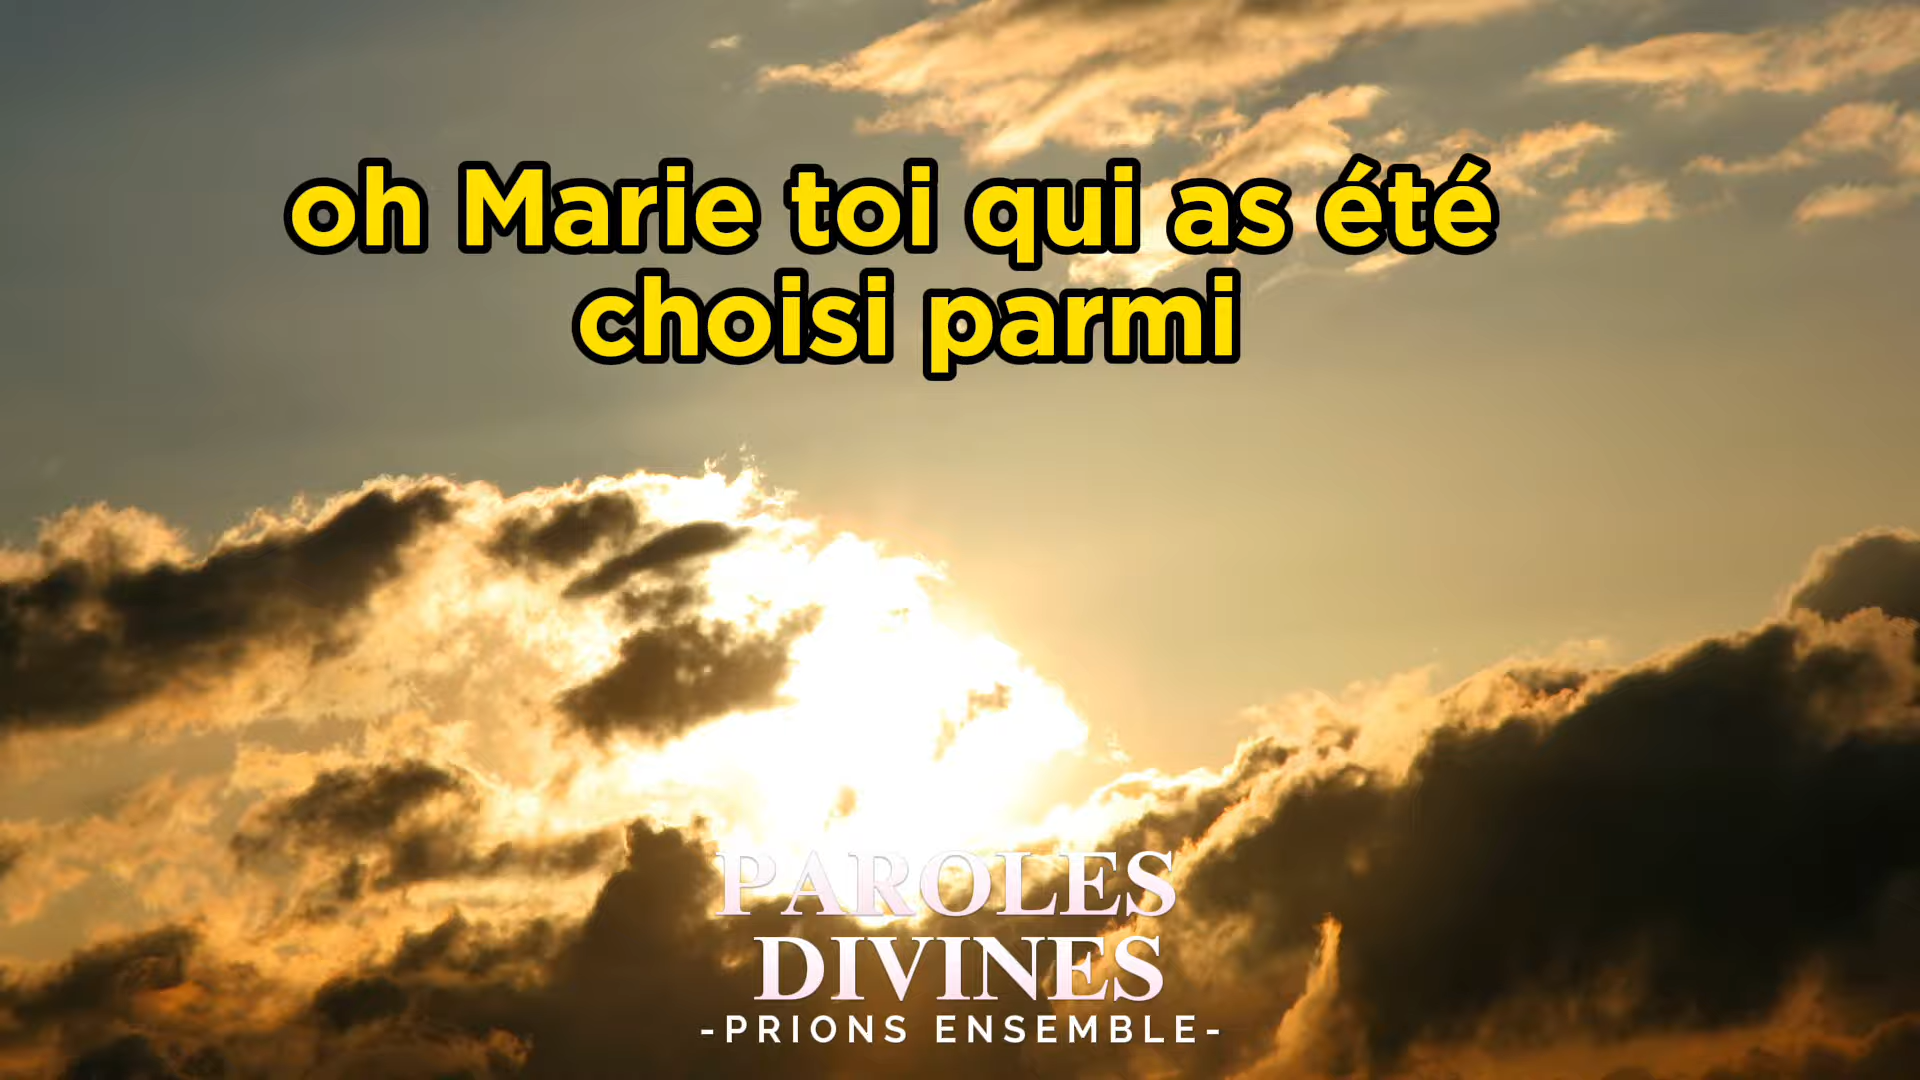 oh Marie toi qui as été
choisi parmi
PAROLES
DIVINES
-PRIONS ENSEMBLE-